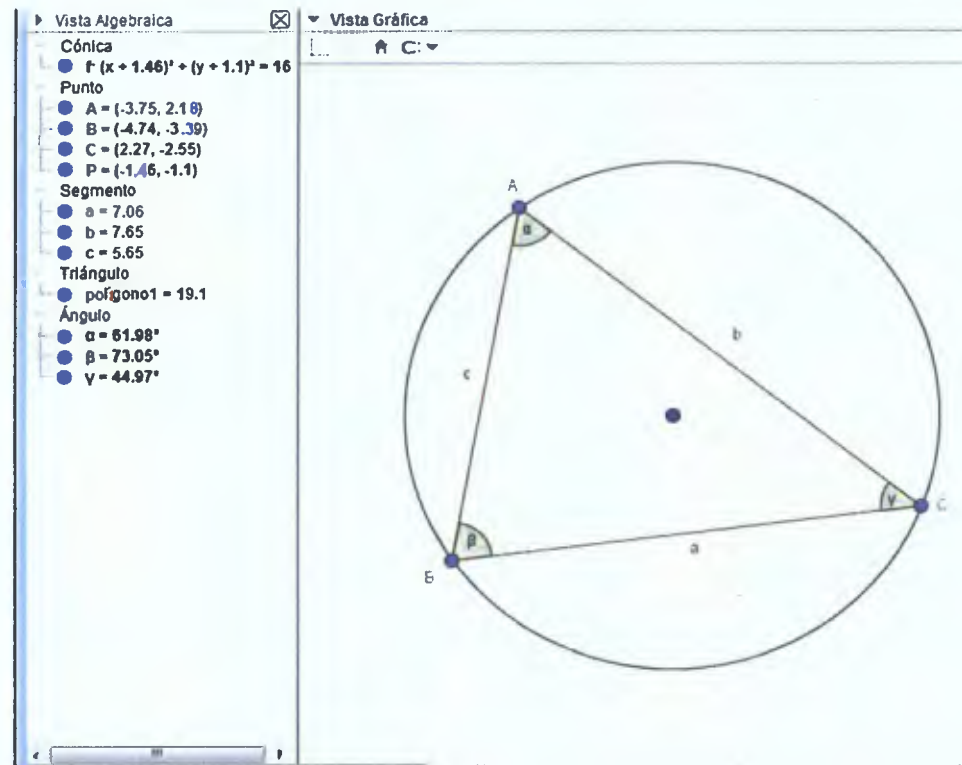 Vista Algebraica
Cónica
f: (x + 1.46)² + (y + 1.1)² = 16
Punto
A = (-3.75, 2.18)
B = (-4.74, -3.39)
C = (2.27, -2.55)
P = (-1.46, -1.1)
Segmento
a = 7.06
b = 7.65
c = 5.65
Triángulo
polígono1 = 19.1
Ángulo
α = 61.98°
β = 73.05°
γ = 44.97°
Vista Gráfica
A
α
b
c
γ
C
β
a
B